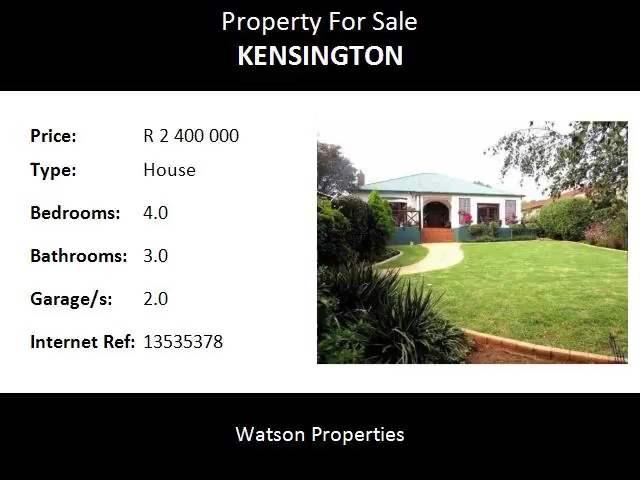 Property For Sale
KENSINGTON
Price: R 2 400 000
Type: House
Bedrooms: 4.0
Bathrooms: 3.0
Garage/s: 2.0
Internet Ref: 13535378
Watson Properties